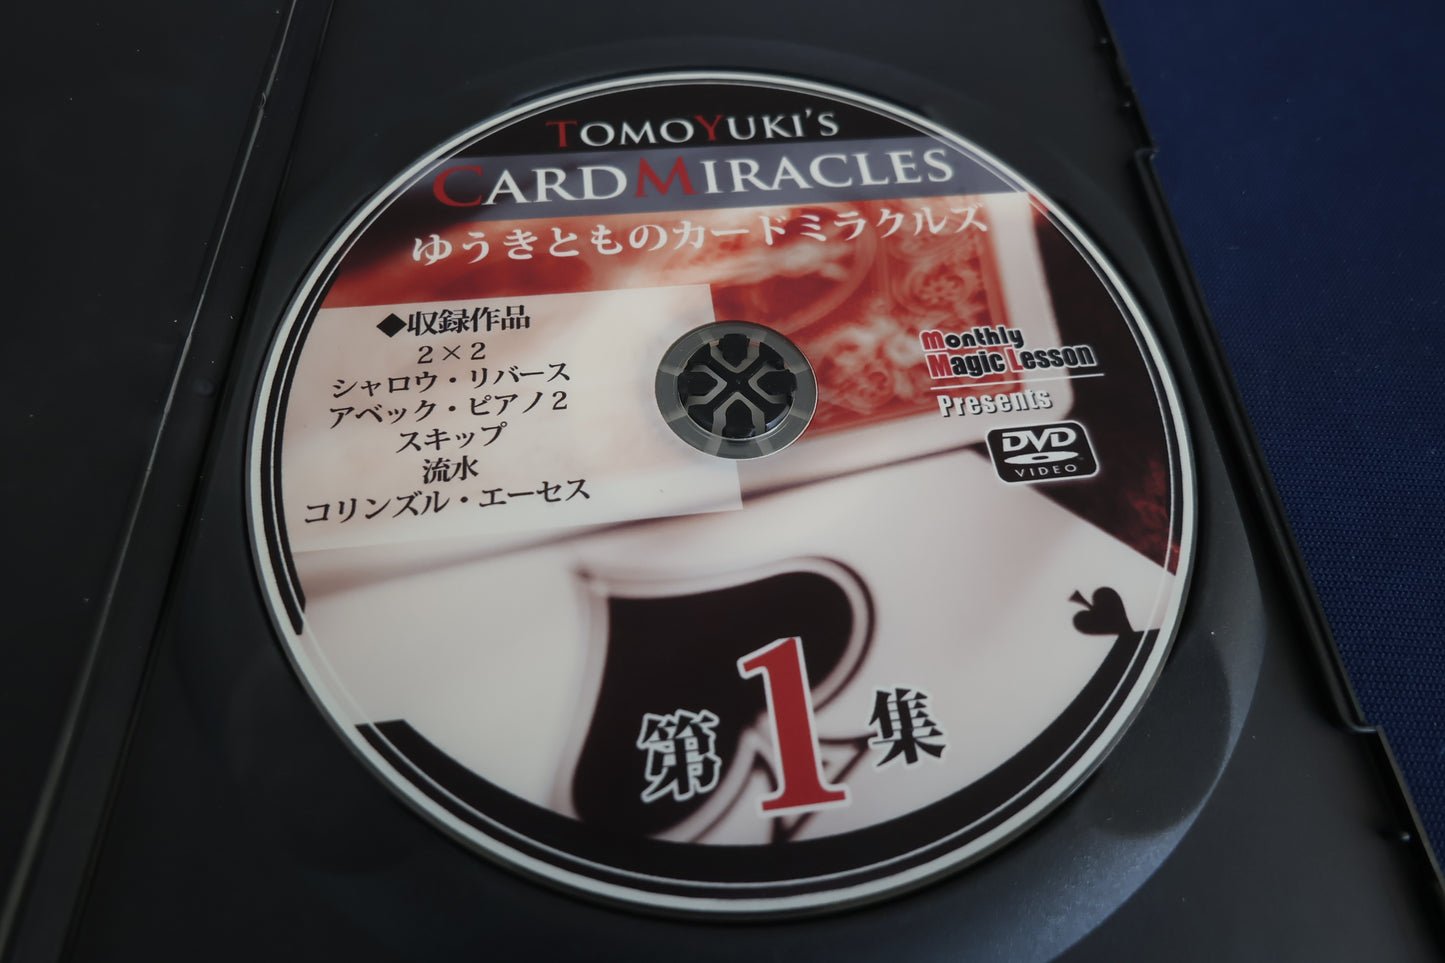 TOMOYUKI'S
CARDMIRACLES
ゆうきとものカードミラクルズ
◆収録作品
2×2
シャロウ・リバース
アベック・ピアノ2
スキップ
流水
コリンズル・エーセス
Monthly
Magic Lesson
Presents
DVD
VIDEO
第1集